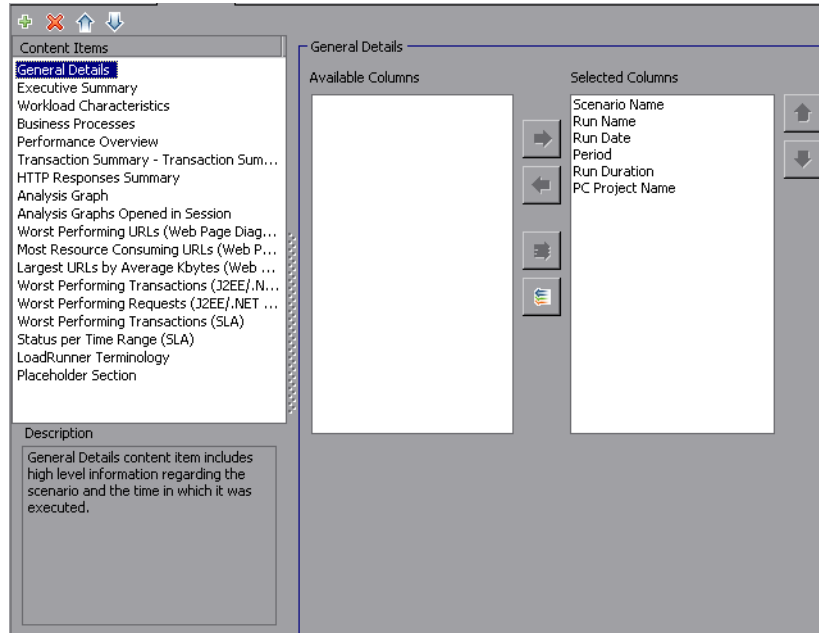 Content Items
General Details
Executive Summary
Workload Characteristics
Business Processes
Performance Overview
Transaction Summary - Transaction Sum...
HTTP Responses Summary
Analysis Graph
Analysis Graphs Opened in Session
Worst Performing URLs (Web Page Diag...
Most Resource Consuming URLs (Web P...
Largest URLs by Average Kbytes (Web ...
Worst Performing Transactions (J2EE/.N...
Worst Performing Requests (J2EE/.NET ...
Worst Performing Transactions (SLA)
Status per Time Range (SLA)
LoadRunner Terminology
Placeholder Section
Description
General Details content item includes
high level information regarding the
scenario and the time in which it was
executed.
General Details
Available Columns
Selected Columns
Scenario Name
Run Name
Run Date
Period
Run Duration
PC Project Name